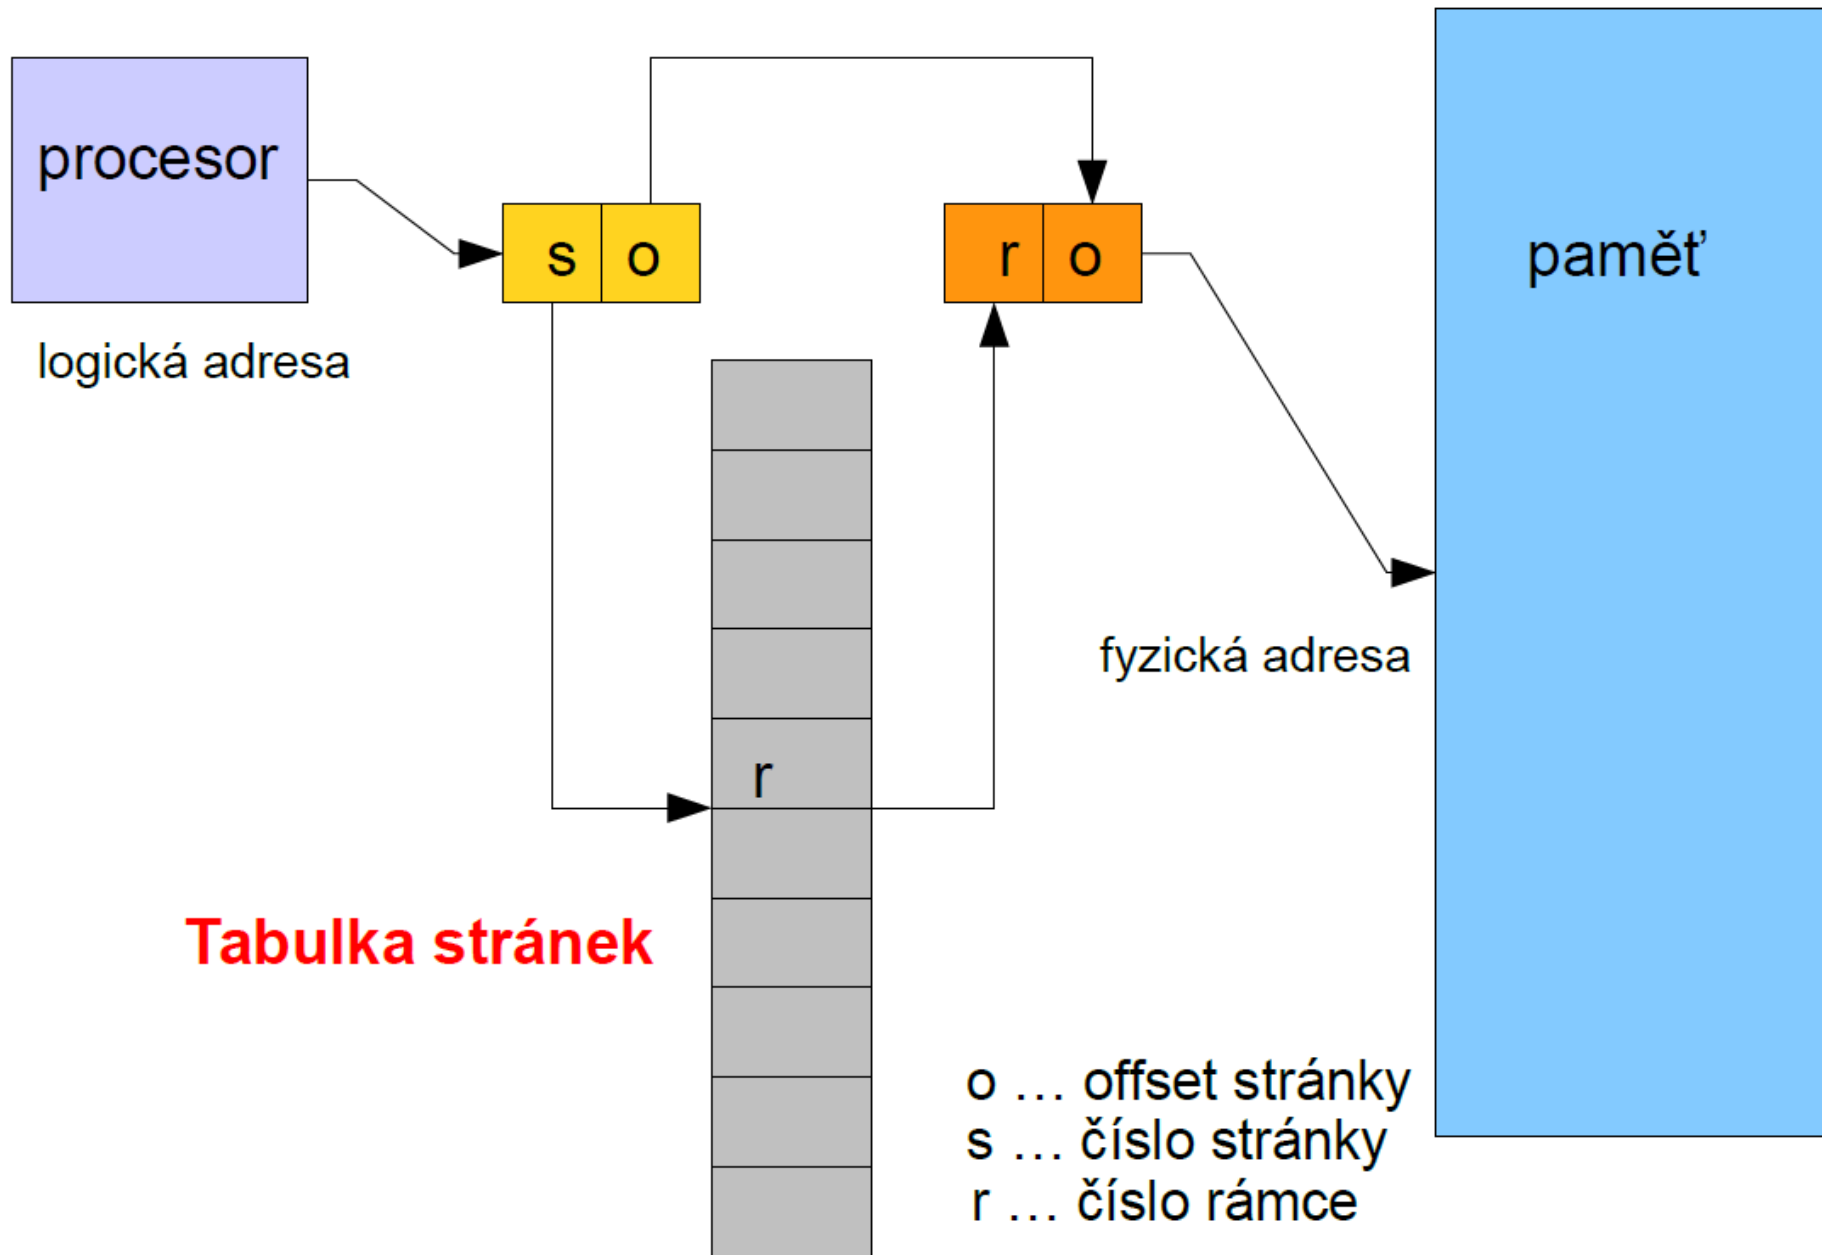 procesor
s o
r o
paměť
logická adresa
fyzická adresa
r
Tabulka stránek
o … offset stránky
s … číslo stránky
r … číslo rámce